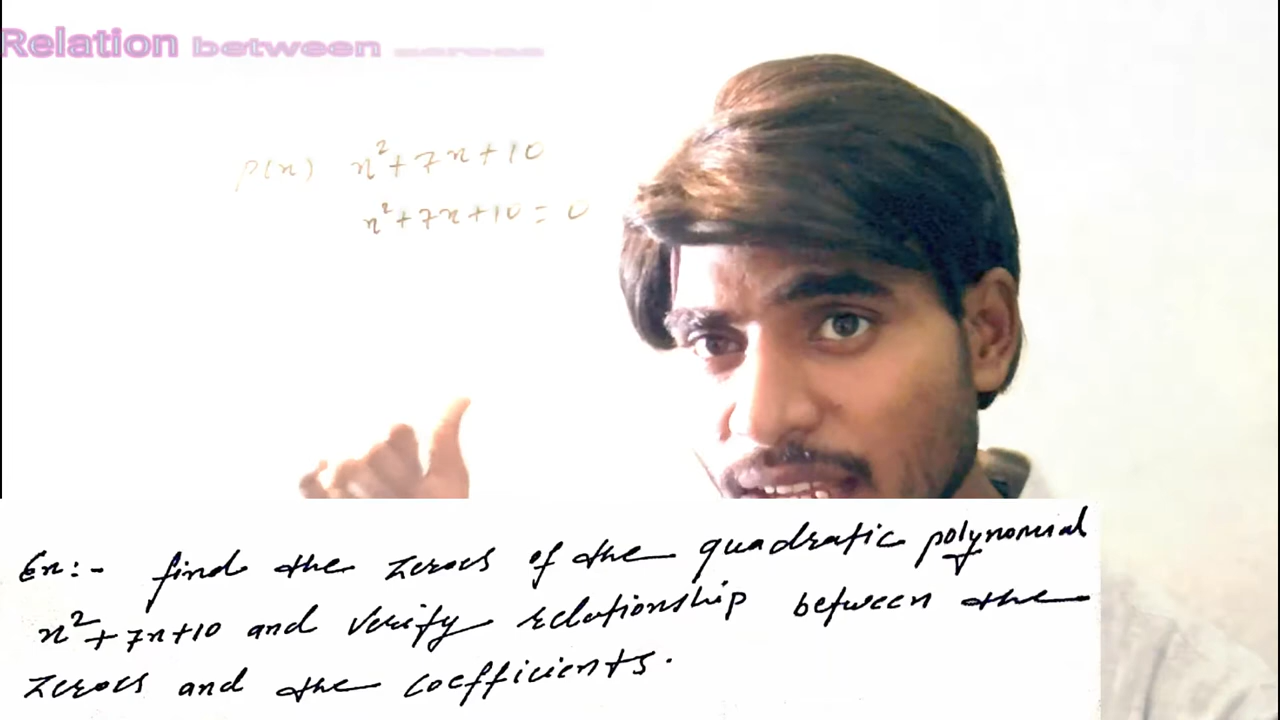 Relation between zeroes
P(x) x²+7x+10
x²+7x+10=0
Ex:- find the zeroes of the quadratic polynomial
x²+7x+10 and verify relationship between the
zeroes and the coefficients.